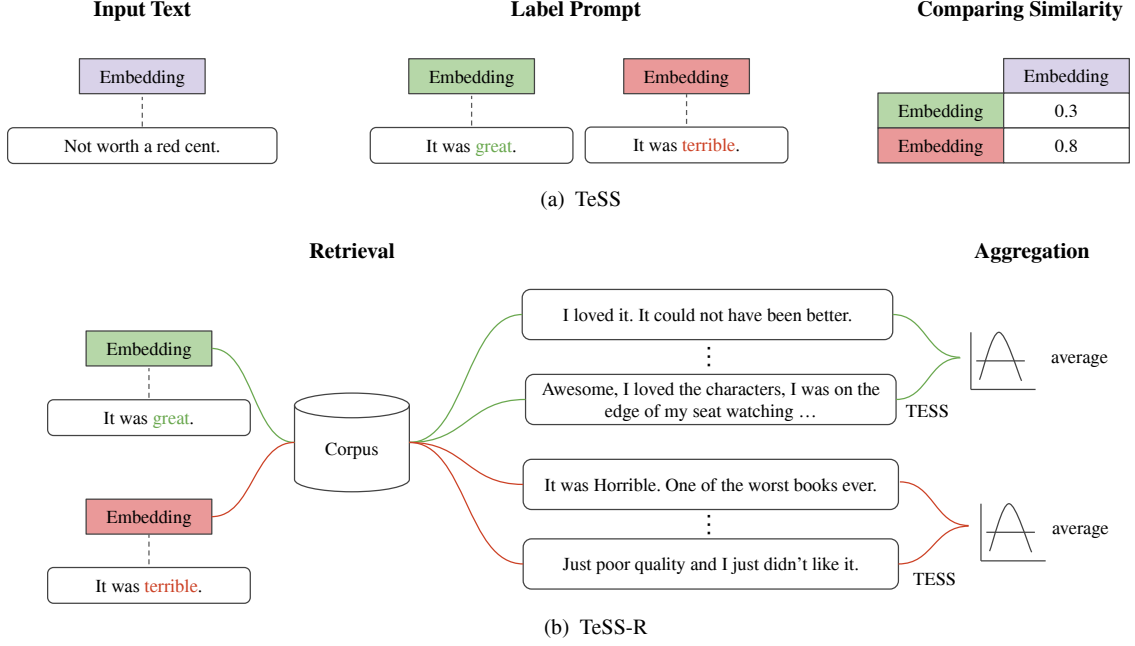 Input Text
Label Prompt
Comparing Similarity
Embedding
Not worth a red cent.
Embedding
It was great.
Embedding
It was terrible.
Embedding
Embedding 0.3
Embedding 0.8
(a) TeSS
Retrieval
Aggregation
Embedding
It was great.
Embedding
It was terrible.
Corpus
I loved it. It could not have been better.
⋮
Awesome, I loved the characters, I was on the
edge of my seat watching …
TESS
average
It was Horrible. One of the worst books ever.
⋮
Just poor quality and I just didn't like it.
TESS
average
(b) TeSS-R